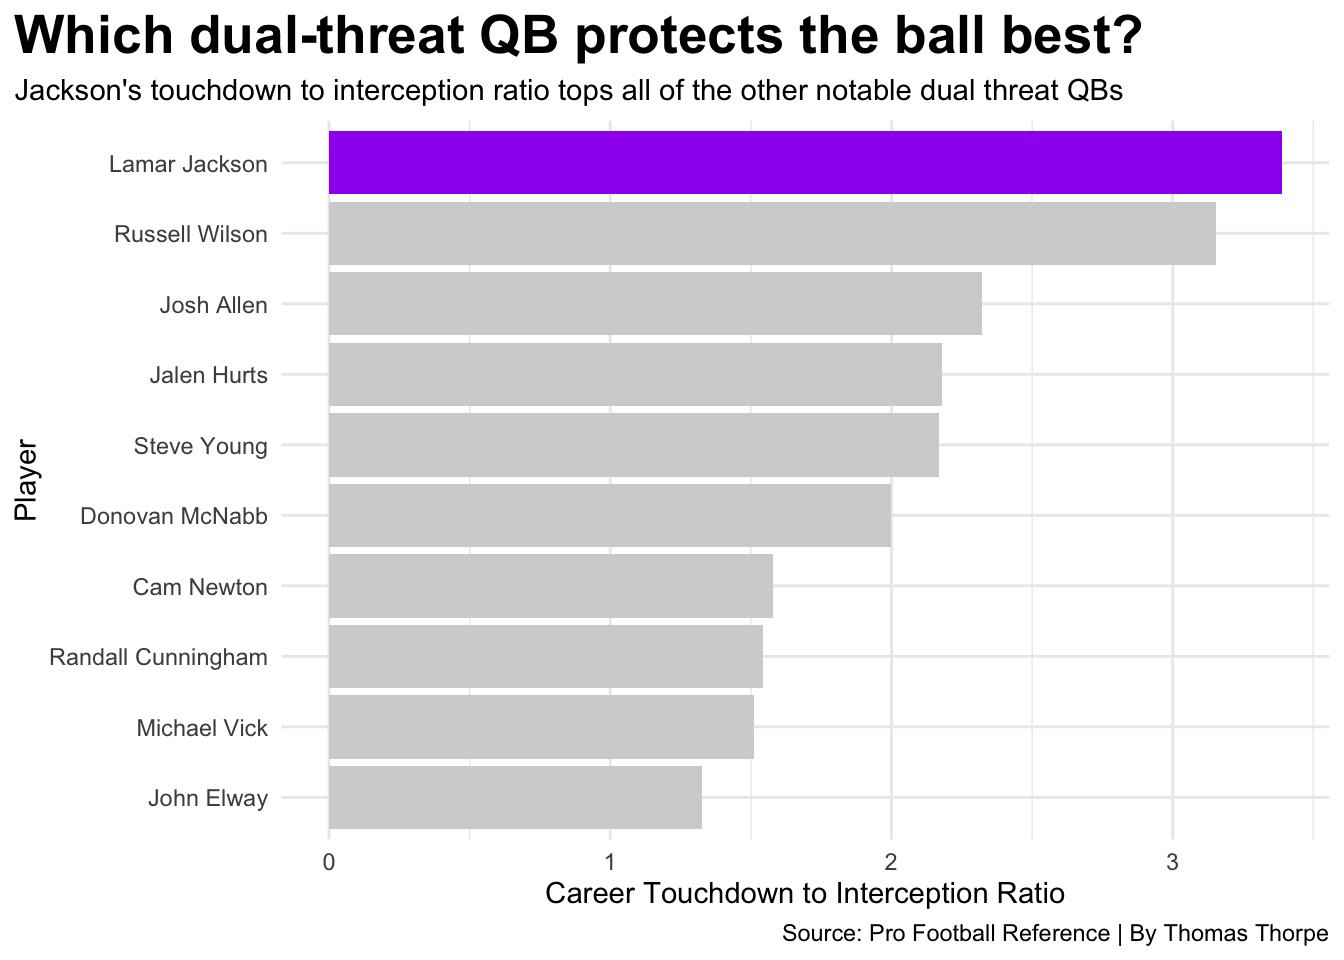 Which dual-threat QB protects the ball best?
Jackson's touchdown to interception ratio tops all of the other notable dual threat QBs
Lamar Jackson
Russell Wilson
Josh Allen
Jalen Hurts
Steve Young
Donovan McNabb
Cam Newton
Randall Cunningham
Michael Vick
John Elway
Player
0 1 2 3
Career Touchdown to Interception Ratio
Source: Pro Football Reference | By Thomas Thorpe